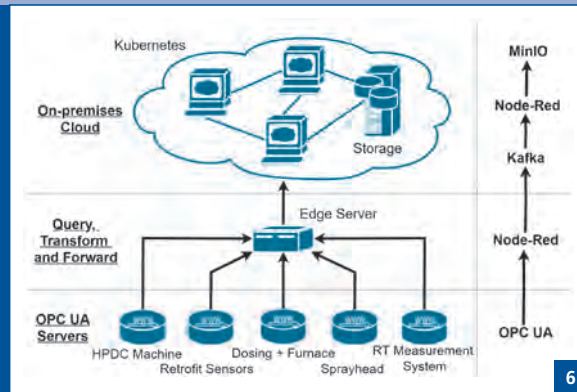 Kubernetes
On-premises
Cloud
Storage
MinIO
Node-Red
Kafka
Query,
Transform
and Forward
Edge Server
Node-Red
OPC UA
Servers
HPDC Machine
Retrofit Sensors
Dosing + Furnace
Sprayhead
RT Measurement
System
OPC UA
6